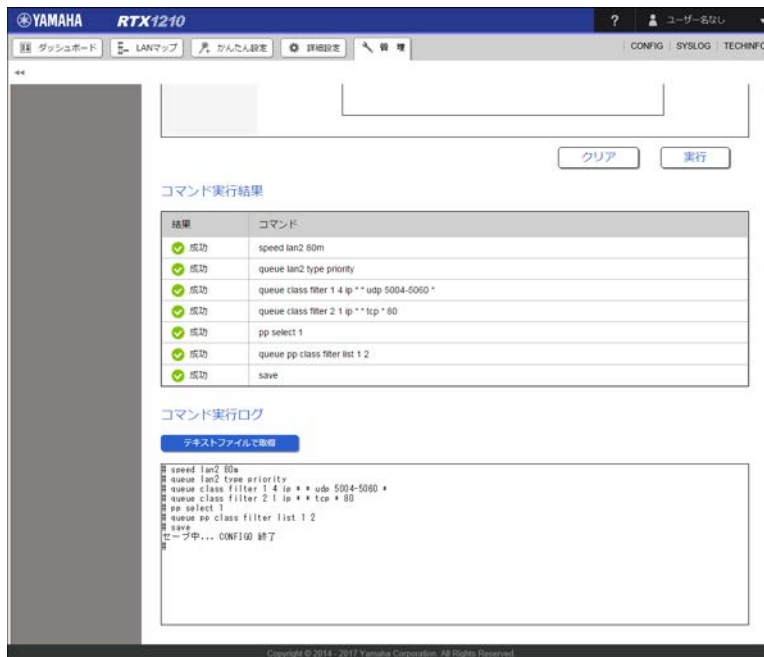 YAMAHA RTX1210 ? ユーザー名なし
ダッシュボード LANマップ かんたん設定 詳細設定 管理 CONFIG SYSLOG TECHINFO
クリア 実行
コマンド実行結果
結果 コマンド
成功 speed lan2 80m
成功 queue lan2 type priority
成功 queue class filter 1 4 ip * * udp 5004-5060 *
成功 queue class filter 2 1 ip * * tcp * 80
成功 pp select 1
成功 queue pp class filter list 1 2
成功 save
コマンド実行ログ
テキストファイルで取得
# speed lan2 80m
# queue lan2 type priority
# queue class filter 1 4 ip * * udp 5004-5060 *
# queue class filter 2 1 ip * * tcp * 80
# pp select 1
# queue pp class filter list 1 2
# save
セーブ中... CONFIG0 終了
#
Copyright © 2014 - 2017 Yamaha Corporation. All Rights Reserved.